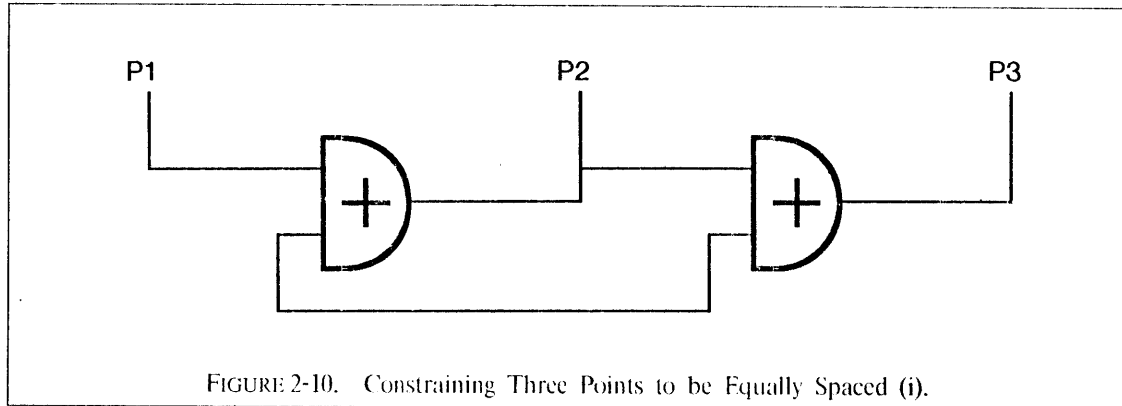 P1 P2 P3
+ +
FIGURE 2-10. Constraining Three Points to be Equally Spaced (i).